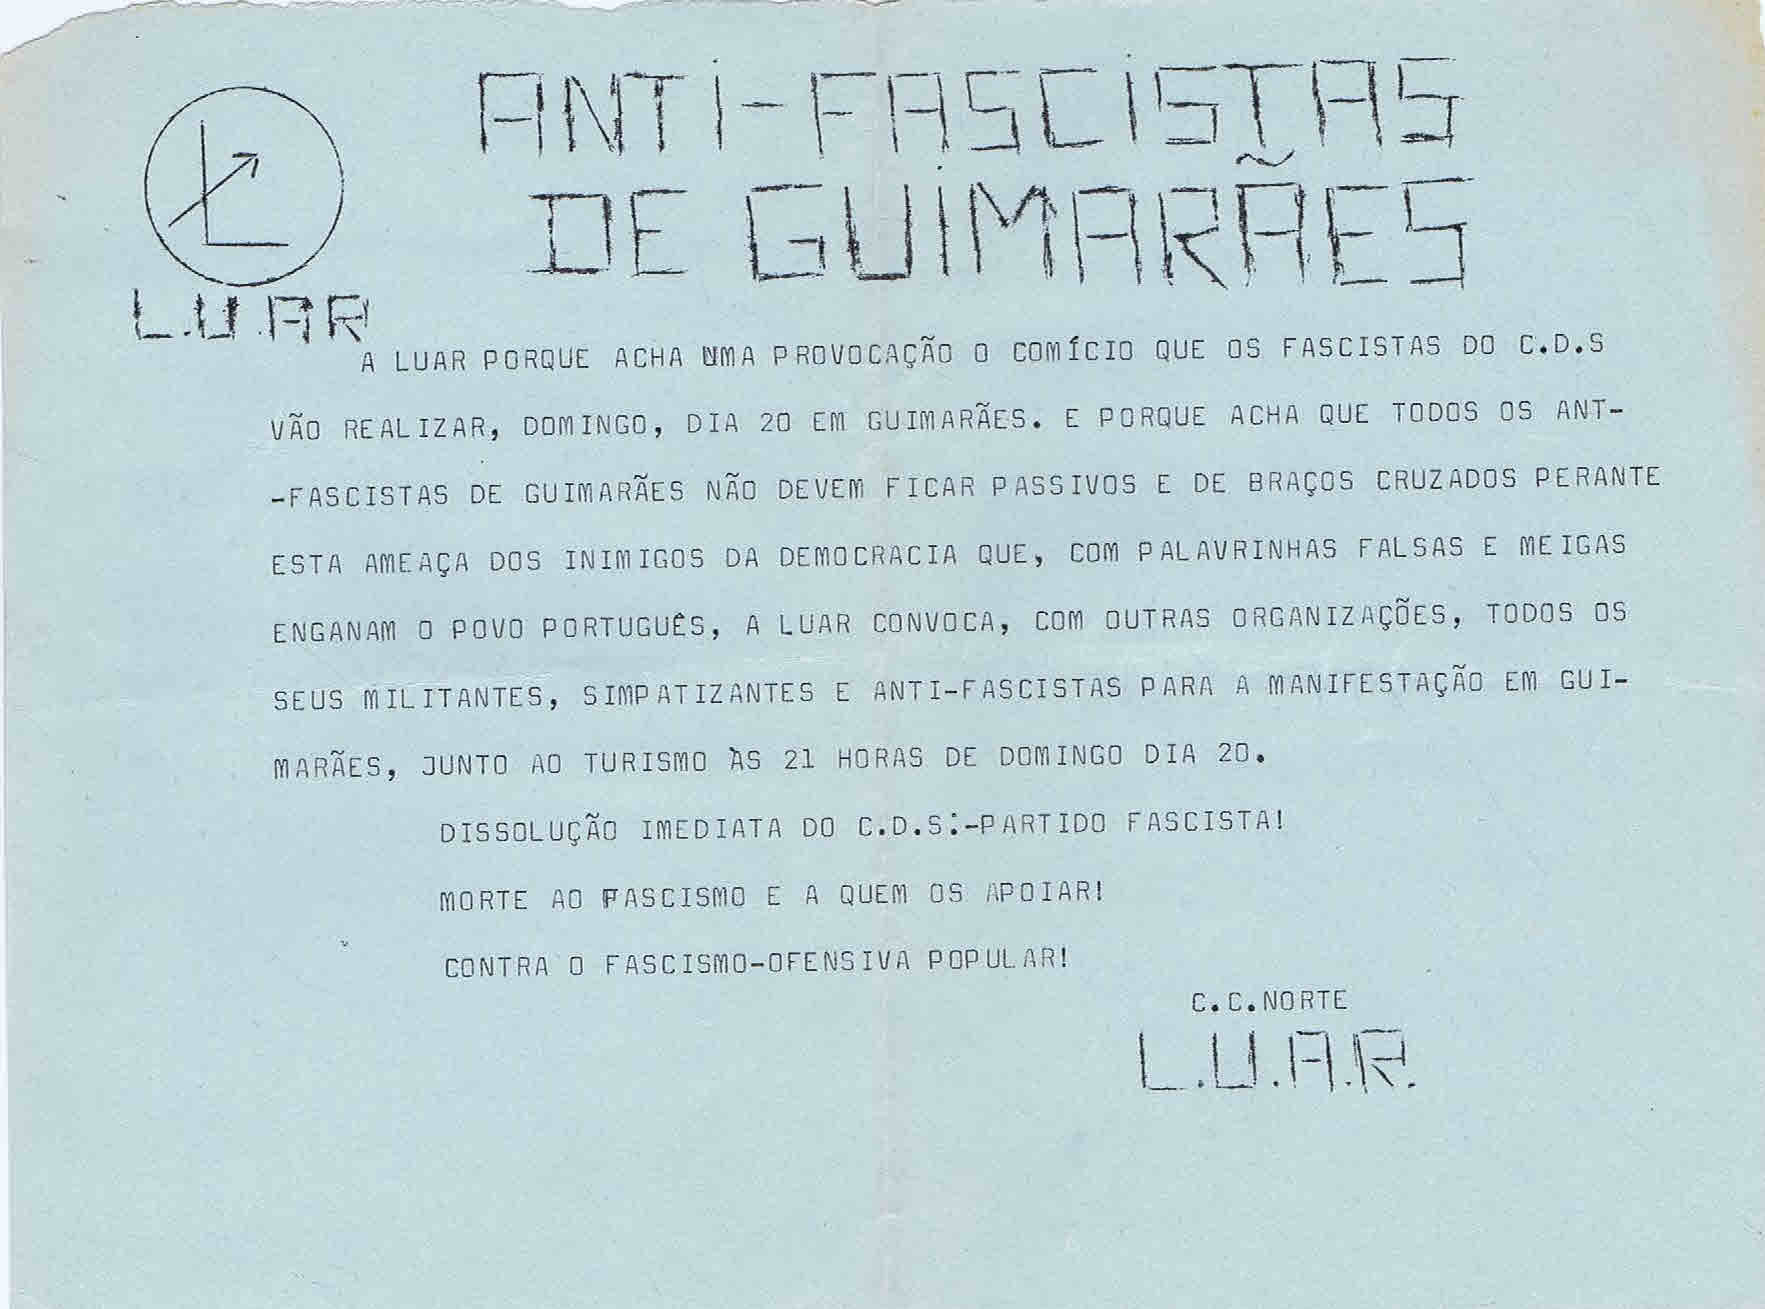 ANTI-FASCISTAS
DE GUIMARÃES
L.U.AR
A LUAR PORQUE ACHA UMA PROVOCAÇÃO O COMÍCIO QUE OS FASCISTAS DO C.D.S
VÃO REALIZAR, DOMINGO, DIA 20 EM GUIMARÃES. E PORQUE ACHA QUE TODOS OS ANT-
-FASCISTAS DE GUIMARÃES NÃO DEVEM FICAR PASSIVOS E DE BRAÇOS CRUZADOS PERANTE
ESTA AMEAÇA DOS INIMIGOS DA DEMOCRACIA QUE, COM PALAVRINHAS FALSAS E MEIGAS
ENGANAM O POVO PORTUGUÊS, A LUAR CONVOCA, COM OUTRAS ORGANIZAÇÕES, TODOS OS
SEUS MILITANTES, SIMPATIZANTES E ANTI-FASCISTAS PARA A MANIFESTAÇÃO EM GUI-
MARÃES, JUNTO AO TURISMO ÀS 21 HORAS DE DOMINGO DIA 20.
DISSOLUÇÃO IMEDIATA DO C.D.S:-PARTIDO FASCISTA!
MORTE AO FASCISMO E A QUEM OS APOIAR!
CONTRA O FASCISMO-OFENSIVA POPULAR!
C.C.NORTE
L.U.A.R.